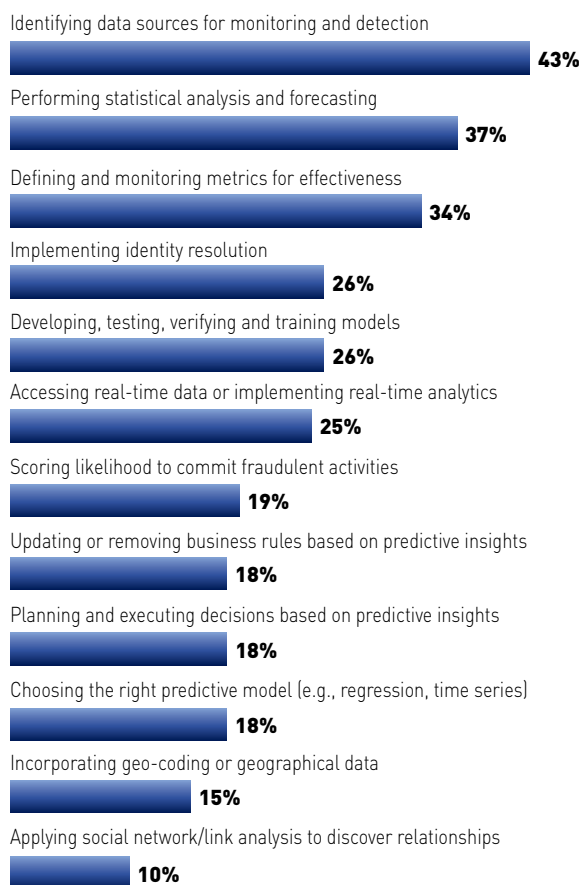 Identifying data sources for monitoring and detection
43%
Performing statistical analysis and forecasting
37%
Defining and monitoring metrics for effectiveness
34%
Implementing identity resolution
26%
Developing, testing, verifying and training models
26%
Accessing real-time data or implementing real-time analytics
25%
Scoring likelihood to commit fraudulent activities
19%
Updating or removing business rules based on predictive insights
18%
Planning and executing decisions based on predictive insights
18%
Choosing the right predictive model (e.g., regression, time series)
18%
Incorporating geo-coding or geographical data
15%
Applying social network/link analysis to discover relationships
10%